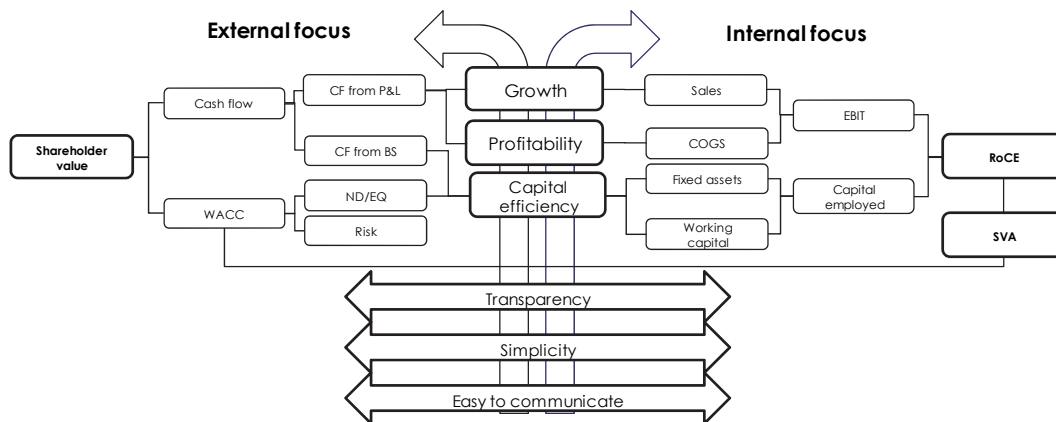 External focus
Internal focus
Growth
Profitability
Capital
efficiency
Shareholder
value
Cash flow
WACC
CF from P&L
CF from BS
ND/EQ
Risk
Sales
COGS
Fixed assets
Working
capital
EBIT
Capital
employed
RoCE
SVA
Transparency
Simplicity
Easy to communicate